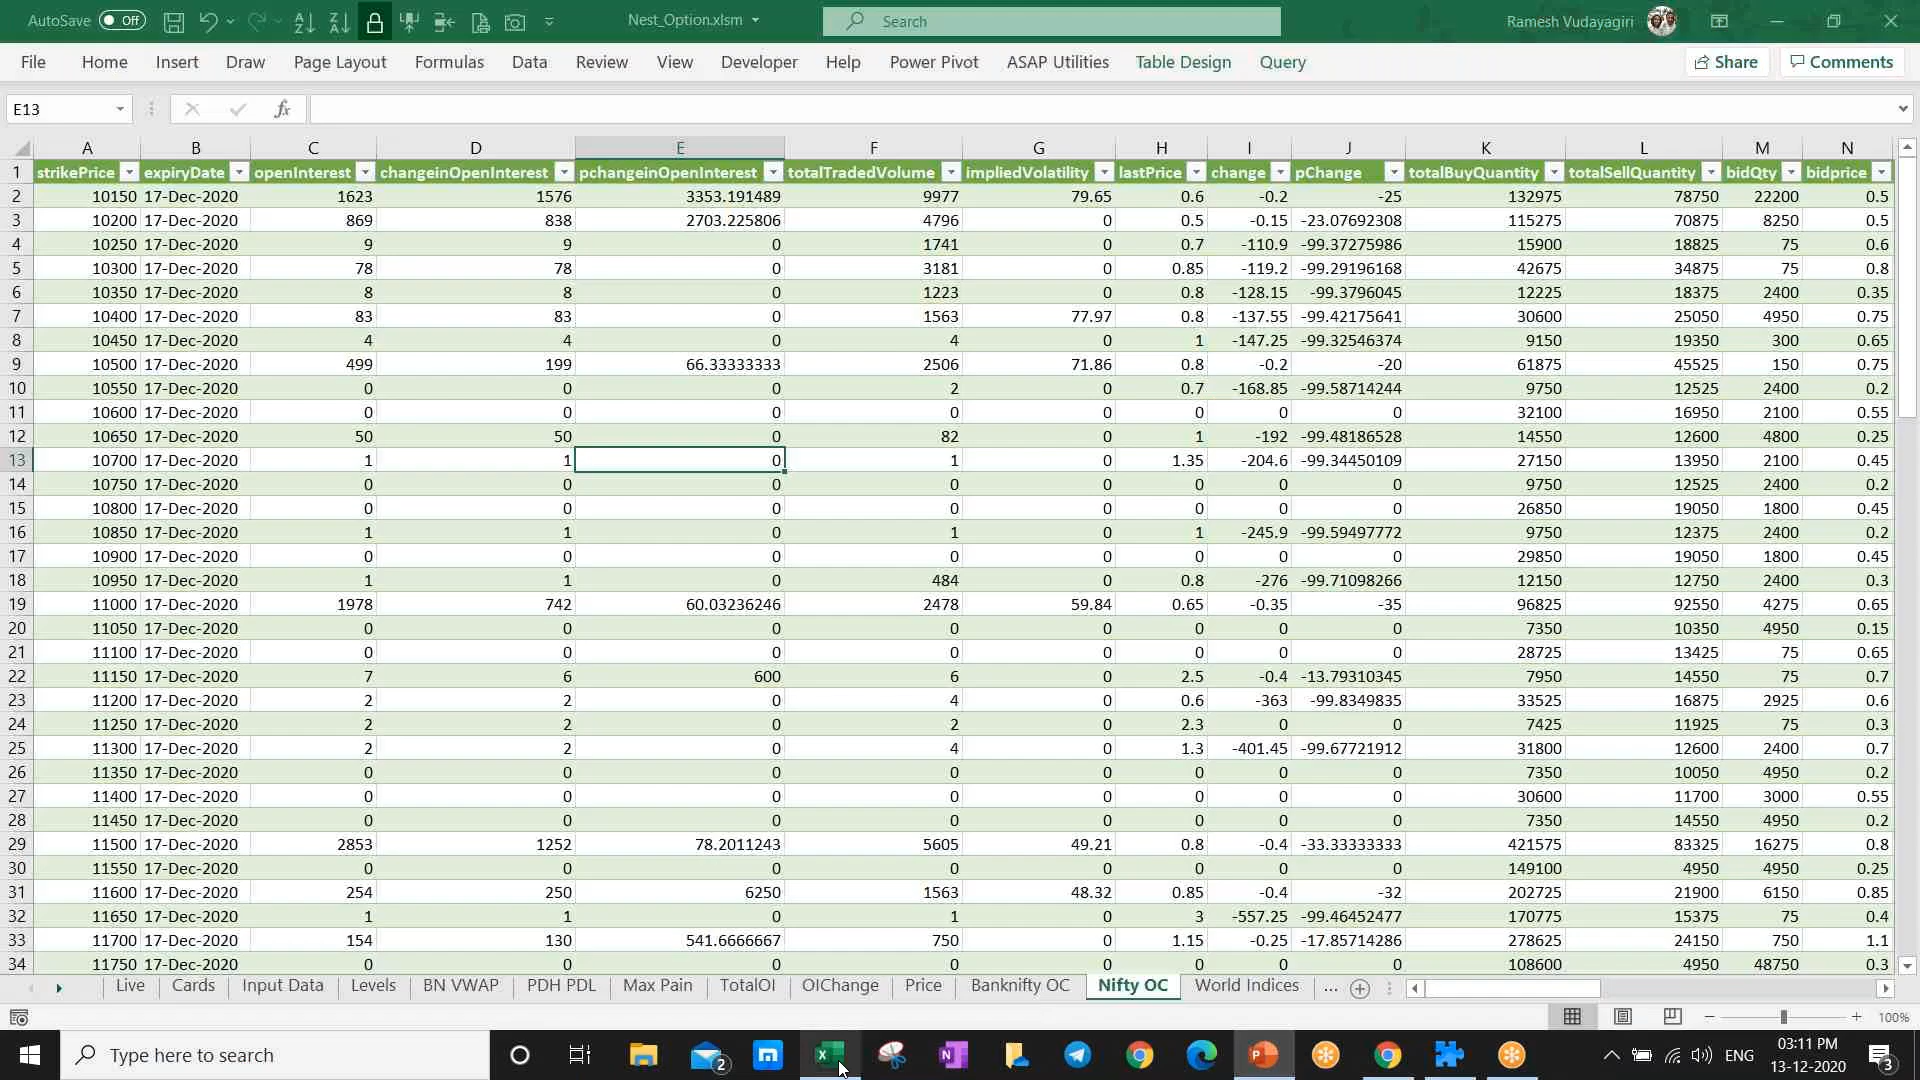 AutoSave Off Nest_Option.xlsm Search Ramesh Vudayagiri
File Home Insert Draw Page Layout Formulas Data Review View Developer Help Power Pivot ASAP Utilities Table Design Query Share Comments
E13 fx
A B C D E F G H I J K L M N
1 strikePrice expiryDate openInterest changeinOpenInterest pchangeinOpenInterest totalTradedVolume impliedVolatility lastPrice change pChange totalBuyQuantity totalSellQuantity bidQty bidprice
2 10150 17-Dec-2020 1623 1576 3353.191489 9977 79.65 0.6 -0.2 -25 132975 78750 22200 0.5
3 10200 17-Dec-2020 869 838 2703.225806 4796 0 0.5 -0.15 -23.07692308 115275 70875 8250 0.5
4 10250 17-Dec-2020 9 9 0 1741 0 0.7 -110.9 -99.37275986 15900 18825 75 0.6
5 10300 17-Dec-2020 78 78 0 3181 0 0.85 -119.2 -99.29196168 42675 34875 75 0.8
6 10350 17-Dec-2020 8 8 0 1223 0 0.8 -128.15 -99.3796045 12225 18375 2400 0.35
7 10400 17-Dec-2020 83 83 0 1563 77.97 0.8 -137.55 -99.42175641 30600 25050 4950 0.75
8 10450 17-Dec-2020 4 4 0 4 0 1 -147.25 -99.32546374 9150 19350 300 0.65
9 10500 17-Dec-2020 499 199 66.33333333 2506 71.86 0.8 -0.2 -20 61875 45525 150 0.75
10 10550 17-Dec-2020 0 0 0 2 0 0.7 -168.85 -99.58714244 9750 12525 2400 0.2
11 10600 17-Dec-2020 0 0 0 0 0 0 0 0 32100 16950 2100 0.55
12 10650 17-Dec-2020 50 50 0 82 0 1 -192 -99.48186528 14550 12600 4800 0.25
13 10700 17-Dec-2020 1 1 0 1 0 1.35 -204.6 -99.34450109 27150 13950 2100 0.45
14 10750 17-Dec-2020 0 0 0 0 0 0 0 0 9750 12525 2400 0.2
15 10800 17-Dec-2020 0 0 0 0 0 0 0 0 26850 19050 1800 0.45
16 10850 17-Dec-2020 1 1 0 1 0 1 -245.9 -99.59497772 9750 12375 2400 0.2
17 10900 17-Dec-2020 0 0 0 0 0 0 0 0 29850 19050 1800 0.45
18 10950 17-Dec-2020 1 1 0 484 0 0.8 -276 -99.71098266 12150 12750 2400 0.3
19 11000 17-Dec-2020 1978 742 60.03236246 2478 59.84 0.65 -0.35 -35 96825 92550 4275 0.65
20 11050 17-Dec-2020 0 0 0 0 0 0 0 0 7350 10350 4950 0.15
21 11100 17-Dec-2020 0 0 0 0 0 0 0 0 28725 13425 75 0.65
22 11150 17-Dec-2020 7 6 600 6 0 2.5 -0.4 -13.79310345 7950 14550 75 0.7
23 11200 17-Dec-2020 2 2 0 4 0 0.6 -363 -99.8349835 33525 16875 2925 0.6
24 11250 17-Dec-2020 2 2 0 2 0 2.3 0 0 7425 11925 75 0.3
25 11300 17-Dec-2020 2 2 0 4 0 1.3 -401.45 -99.67721912 31800 12600 2400 0.7
26 11350 17-Dec-2020 0 0 0 0 0 0 0 0 7350 10050 4950 0.2
27 11400 17-Dec-2020 0 0 0 0 0 0 0 0 30600 11700 3000 0.55
28 11450 17-Dec-2020 0 0 0 0 0 0 0 0 7350 14550 4950 0.2
29 11500 17-Dec-2020 2853 1252 78.2011243 5605 49.21 0.8 -0.4 -33.33333333 421575 83325 16275 0.8
30 11550 17-Dec-2020 0 0 0 0 0 0 0 0 149100 4950 4950 0.25
31 11600 17-Dec-2020 254 250 6250 1563 48.32 0.85 -0.4 -32 202725 21900 6150 0.85
32 11650 17-Dec-2020 1 1 0 1 0 3 -557.25 -99.46452477 170775 15375 75 0.4
33 11700 17-Dec-2020 154 130 541.6666667 750 0 1.15 -0.25 -17.85714286 278625 24150 750 1.1
34 11750 17-Dec-2020 0 0 0 0 0 0 0 0 108600 4950 48750 0.3
Live Cards Input Data Levels BN VWAP PDH PDL Max Pain TotalOI OIChange Price Banknifty OC Nifty OC World Indices ...
100%
Type here to search 2 ENG 03:11 PM 3
13-12-2020